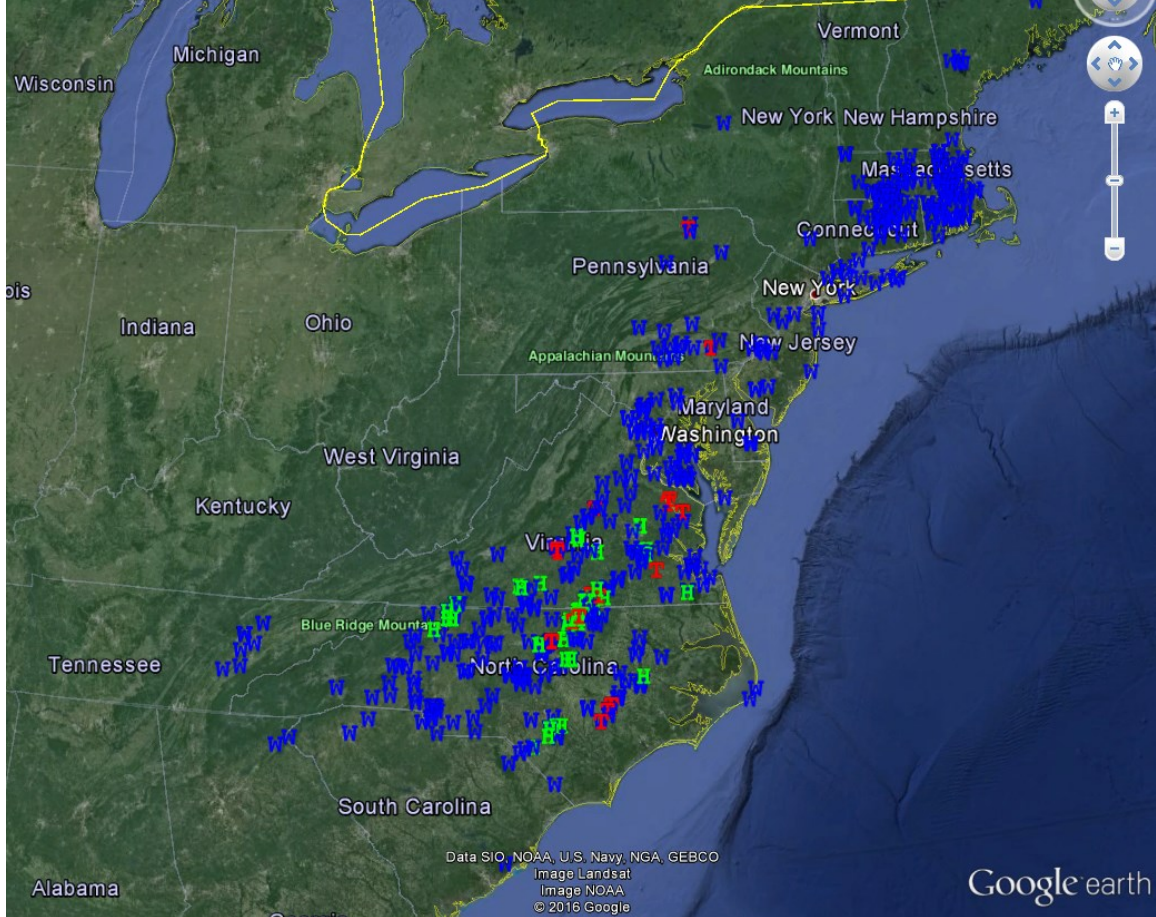 Vermont
Michigan
Adirondack Mountains
Wisconsin
New York New Hampshire
Massachusetts
Connecticut
Pennsylvania
New York
ois
Indiana
Ohio
New Jersey
Appalachian Mountains
Maryland
Washington
West Virginia
Kentucky
Virginia
Blue Ridge Mountains
Tennessee
North Carolina
South Carolina
Data SIO, NOAA, U.S. Navy, NGA, GEBCO
Image Landsat
Image NOAA
© 2016 Google
Alabama
Google earth